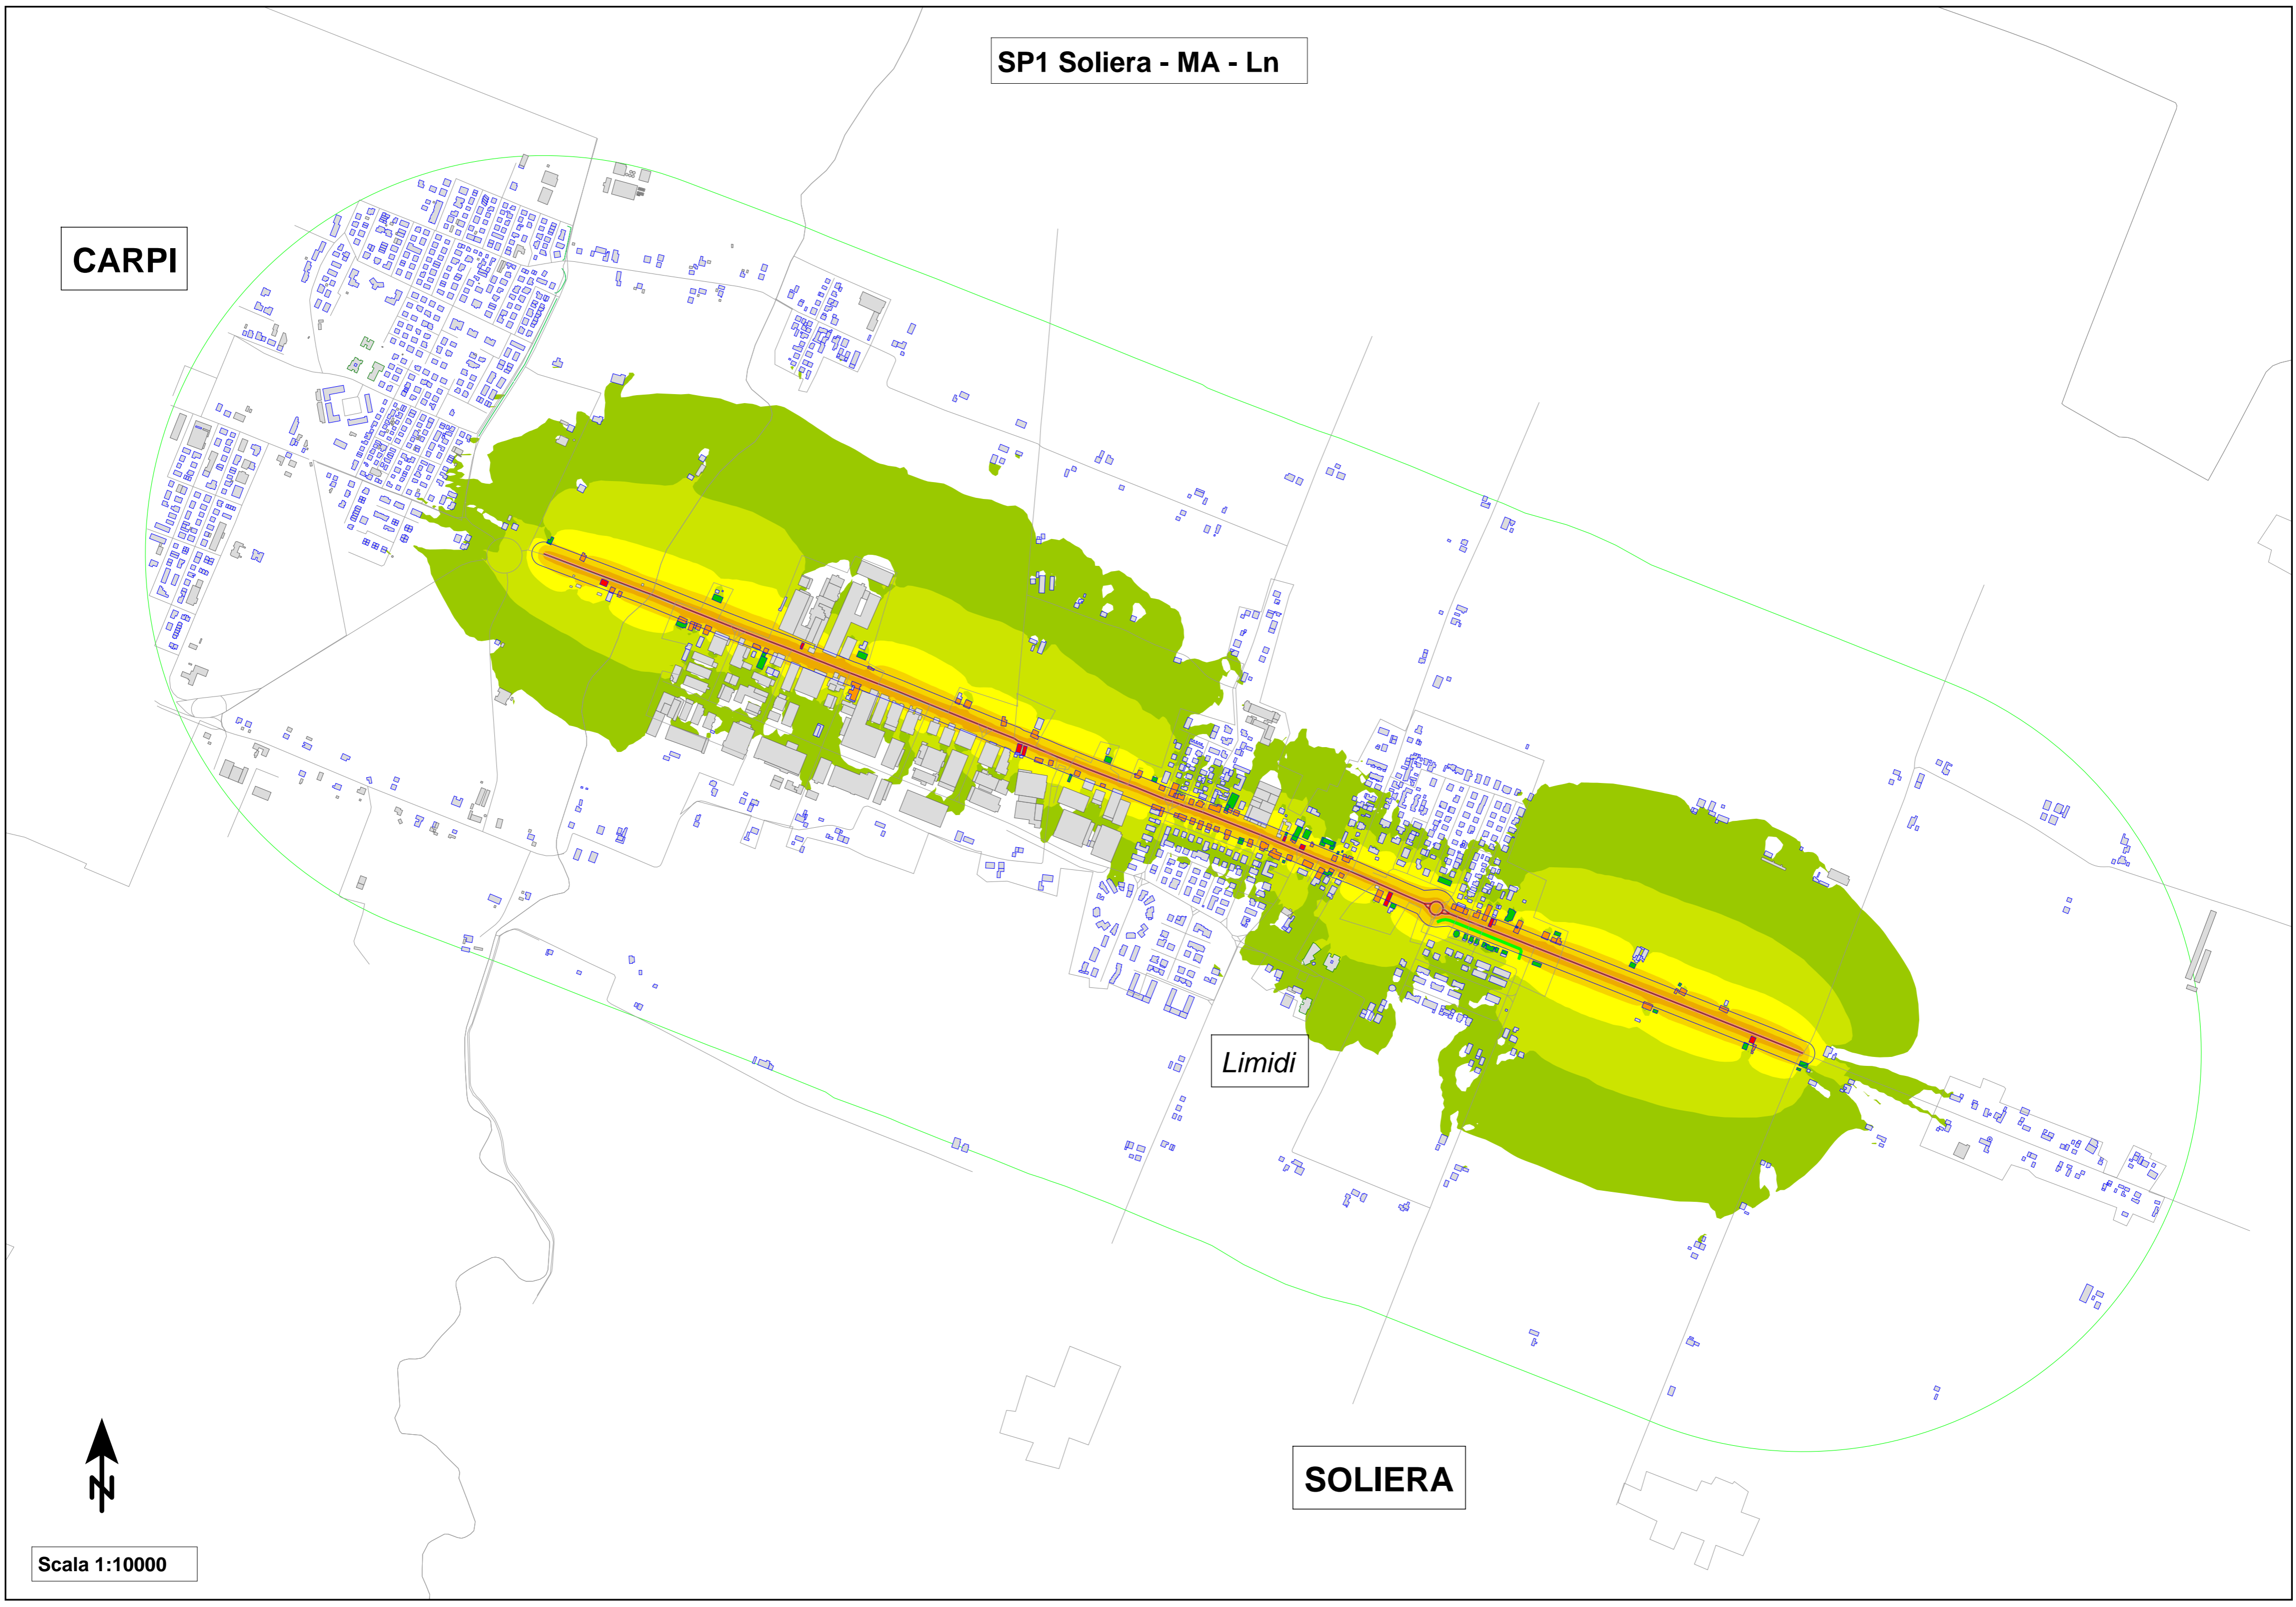 SP1 Soliera - MA - Ln
CARPI
Limidi
SOLIERA
N
Scala 1:10000